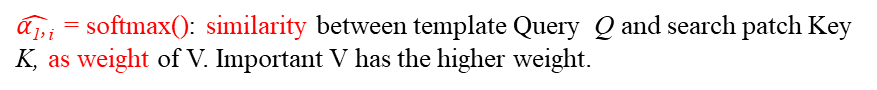 α̂₁,ᵢ = softmax(): similarity between template Query Q and search patch Key
K, as weight of V. Important V has the higher weight.